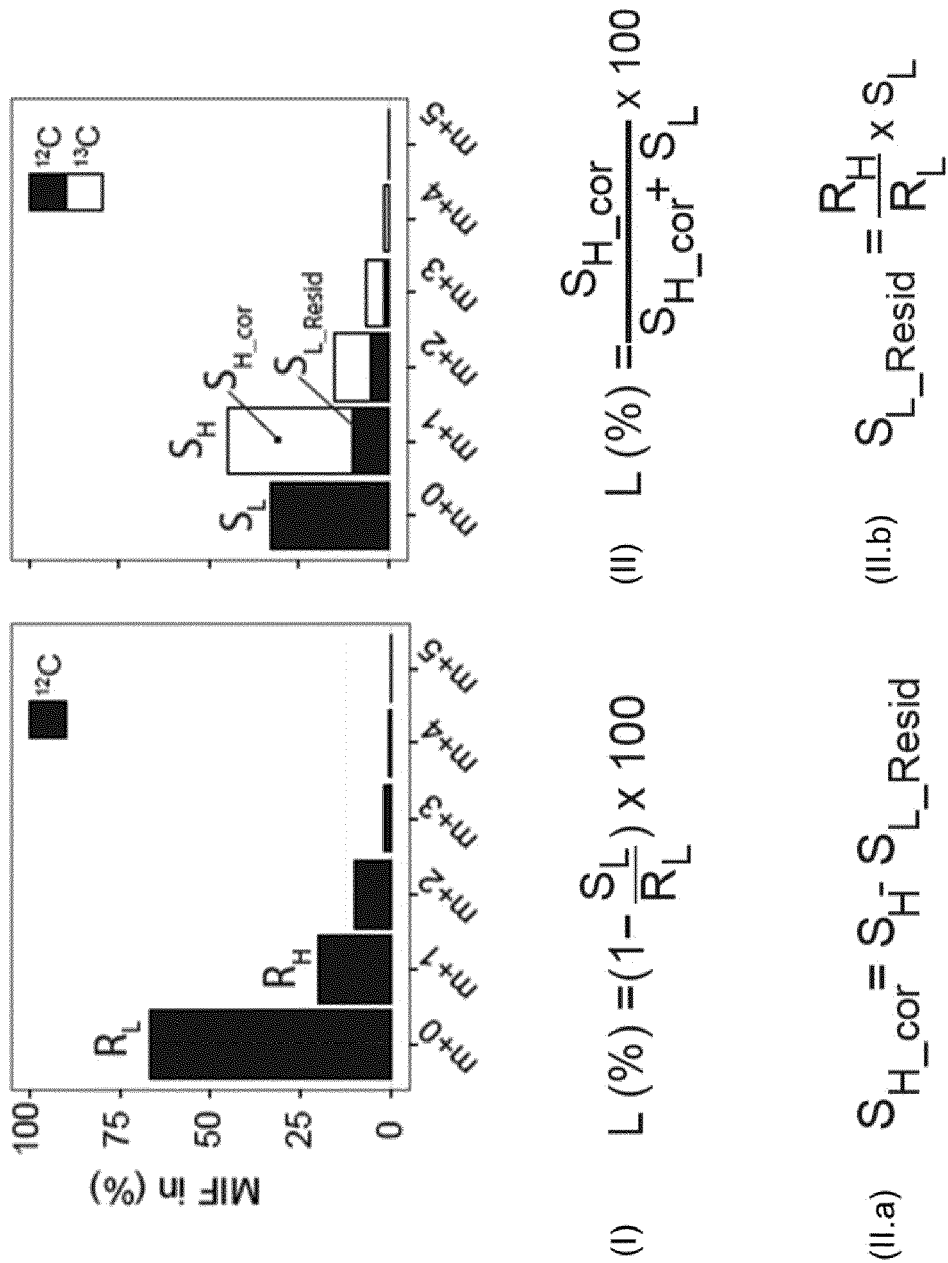 MIF in (%)
100
75
50
25
0
R_L
R_H
¹²C
m+0 m+1 m+2 m+3 m+4 m+5
S_L
S_H
S_H_cor
S_L_Resid
¹²C
¹³C
m+0 m+1 m+2 m+3 m+4 m+5
(I) L (%) =(1- S_L/R_L) x 100
(II) L (%) = S_H_cor/(S_H_cor + S_L) x 100
(II.a) S_H_cor = S_H - S_L_Resid
(II.b) S_L_Resid = R_H/R_L x S_L